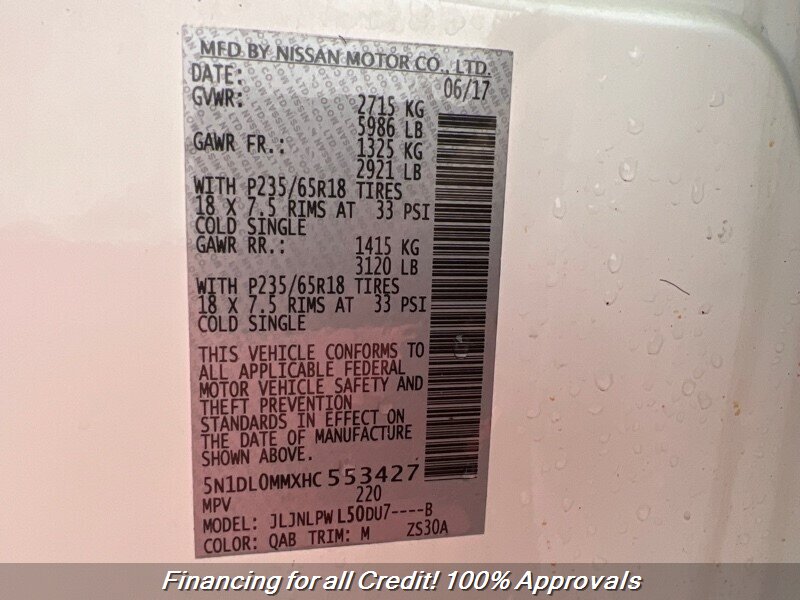 MFD BY NISSAN MOTOR CO., LTD.
DATE: 06/17
GVWR: 2715 KG
5986 LB
GAWR FR.: 1325 KG
2921 LB
WITH P235/65R18 TIRES
18 X 7.5 RIMS AT 33 PSI
COLD SINGLE
GAWR RR.: 1415 KG
3120 LB
WITH P235/65R18 TIRES
18 X 7.5 RIMS AT 33 PSI
COLD SINGLE
THIS VEHICLE CONFORMS TO
ALL APPLICABLE FEDERAL
MOTOR VEHICLE SAFETY AND
THEFT PREVENTION
STANDARDS IN EFFECT ON
THE DATE OF MANUFACTURE
SHOWN ABOVE.
5N1DL0MMXHC 553427
MPV 220
MODEL: JLJNLPW L50DU7----B
COLOR: QAB TRIM: M ZS30A
Financing for all Credit! 100% Approvals